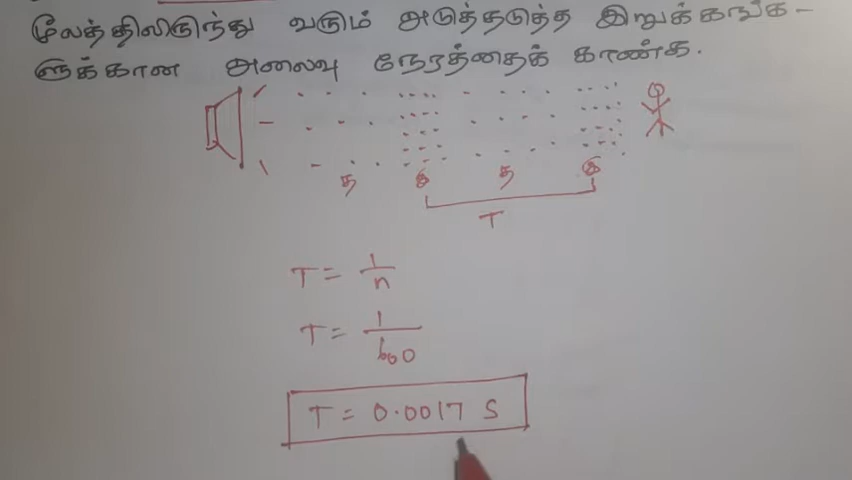 மூலத்திலிருந்து வரும் அடுத்தடுத்த இறுக்கங்க-
ளுக்கான அலைவு நேரத்தைக் காண்க.
த இ த இ
T
T = 1/n
T = 1/600
T = 0.0017 S